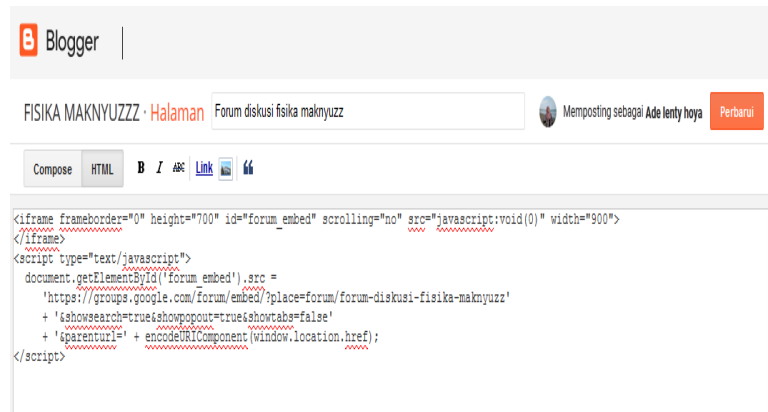 Blogger
FISIKA MAKNYUZZZ · Halaman Forum diskusi fisika maknyuzz Memposting sebagai Ade lenty hoya Perbarui
Compose HTML B I ABC Link
<iframe frameborder="0" height="700" id="forum_embed" scrolling="no" src="javascript:void(0)" width="900">
</iframe>
<script type="text/javascript">
document.getElementById('forum_embed').src =
'https://groups.google.com/forum/embed/?place=forum/forum-diskusi-fisika-maknyuzz'
+ '&showsearch=true&showpopout=true&showtabs=false'
+ '&parenturl=' + encodeURIComponent(window.location.href);
</script>